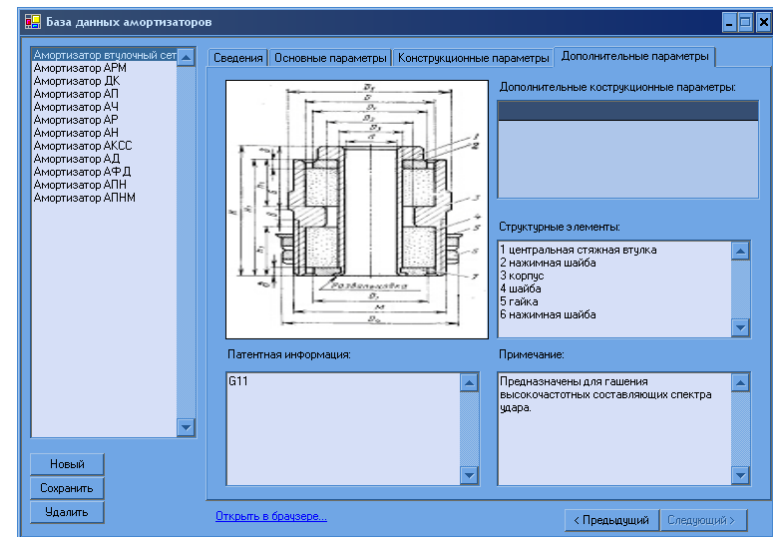 База данных амортизаторов
Амортизатор втулочный сет
Амортизатор АРМ
Амортизатор ДК
Амортизатор АП
Амортизатор АЧ
Амортизатор АР
Амортизатор АН
Амортизатор АКСС
Амортизатор АД
Амортизатор АФД
Амортизатор АПН
Амортизатор АПНМ
Новый
Сохранить
Удалить
Сведения
Основные параметры
Конструкционные параметры
Дополнительные параметры
Развальцовка
Дополнительные кострукционные параметры:
Структурные элементы:
1 центральная стяжная втулка
2 нажимная шайба
3 корпус
4 шайба
5 гайка
6 нажимная шайба
Патентная информация:
G11
Примечание:
Предназначены для гашения
высокочастотных составляющих спектра
удара.
Открыть в браузере...
< Предыдущий
Следующий >